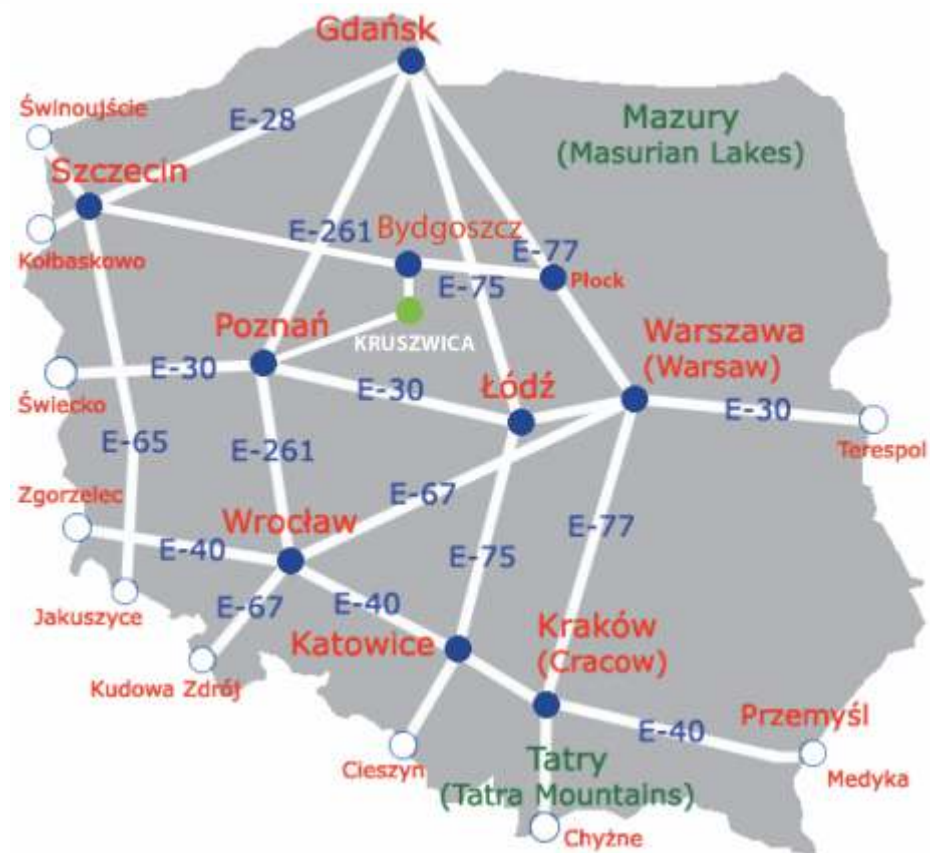 Gdańsk
Świnoujście
E-28
Mazury
(Masurian Lakes)
Szczecin
E-261
Bydgoszcz
E-77
Kołbaskowo
E-75
Płock
Poznań
KRUSZWICA
Warszawa
(Warsaw)
E-30
E-30
Łódź
E-30
Świecko
E-65
E-261
Terespol
Zgorzelec
E-67
Wrocław
E-77
E-40
E-75
Jakuszyce
E-67
E-40
Katowice
Kraków
(Cracow)
Kudowa Zdrój
Przemyśl
E-40
Cieszyn
Tatry
(Tatra Mountains)
Medyka
Chyżne